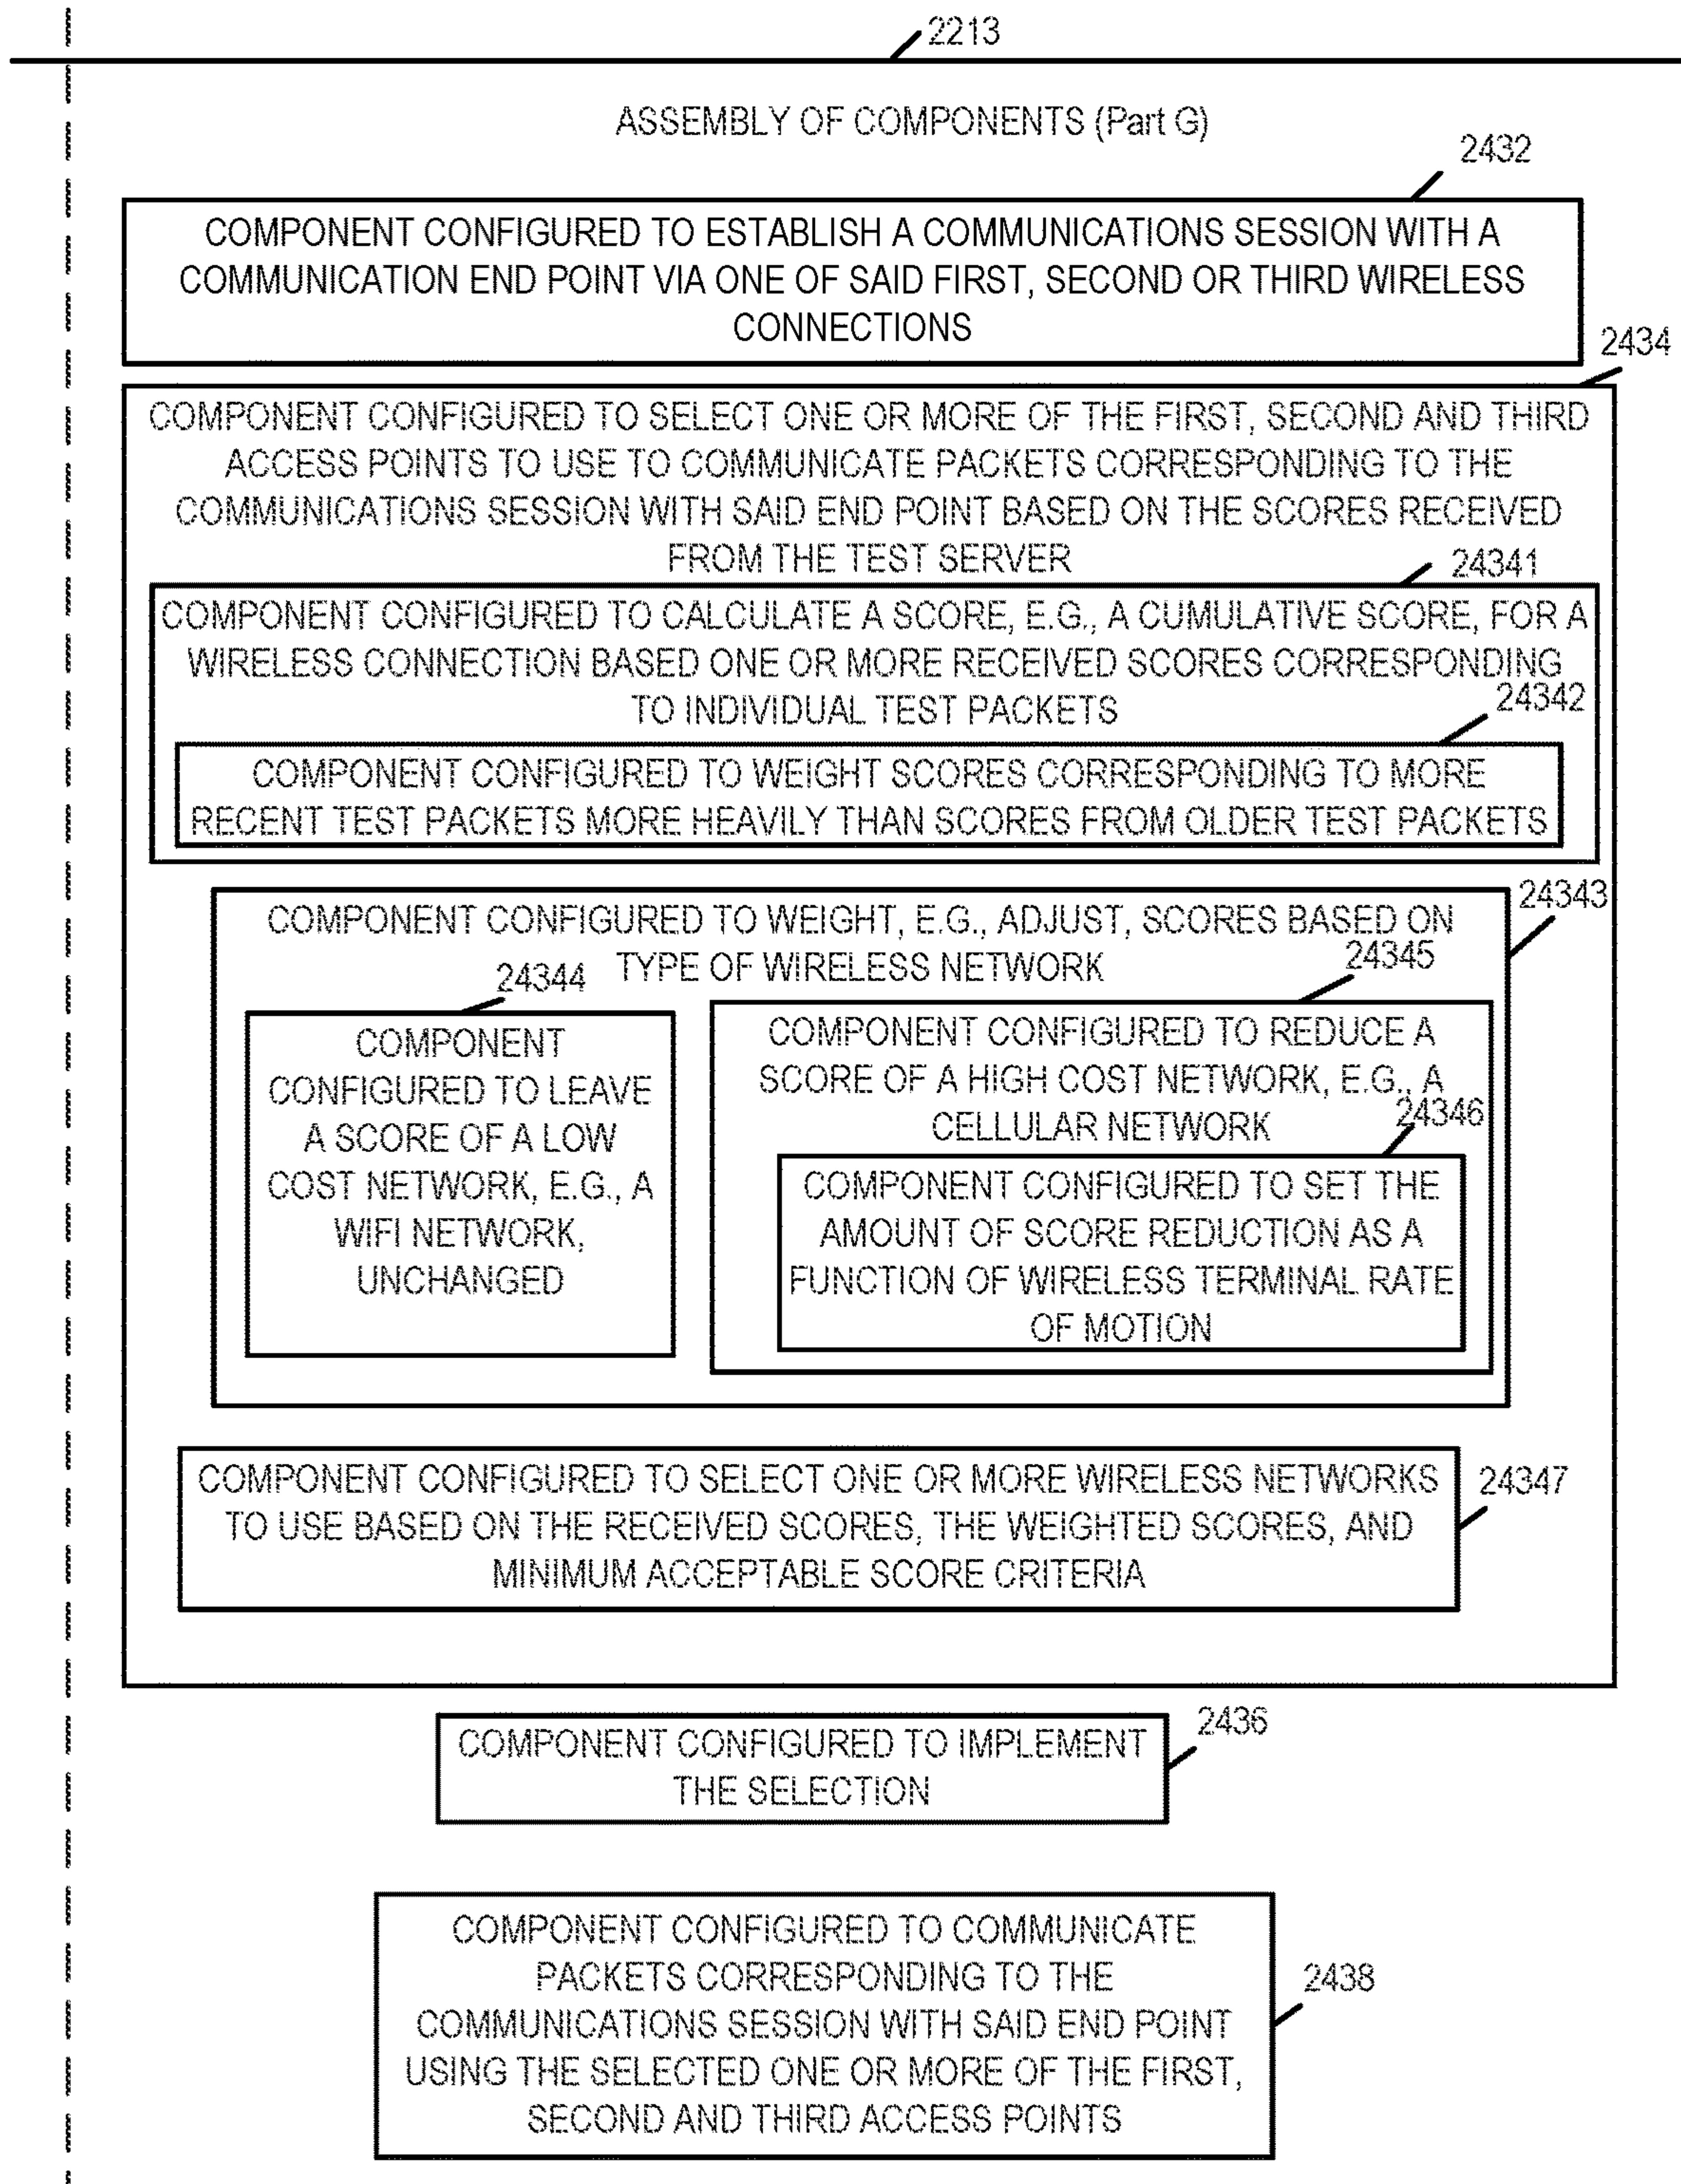 2213
ASSEMBLY OF COMPONENTS (Part G)
2432
COMPONENT CONFIGURED TO ESTABLISH A COMMUNICATIONS SESSION WITH A
COMMUNICATION END POINT VIA ONE OF SAID FIRST, SECOND OR THIRD WIRELESS
CONNECTIONS
2434
COMPONENT CONFIGURED TO SELECT ONE OR MORE OF THE FIRST, SECOND AND THIRD
ACCESS POINTS TO USE TO COMMUNICATE PACKETS CORRESPONDING TO THE
COMMUNICATIONS SESSION WITH SAID END POINT BASED ON THE SCORES RECEIVED
FROM THE TEST SERVER
24341
COMPONENT CONFIGURED TO CALCULATE A SCORE, E.G., A CUMULATIVE SCORE, FOR A
WIRELESS CONNECTION BASED ONE OR MORE RECEIVED SCORES CORRESPONDING
TO INDIVIDUAL TEST PACKETS
24342
COMPONENT CONFIGURED TO WEIGHT SCORES CORRESPONDING TO MORE
RECENT TEST PACKETS MORE HEAVILY THAN SCORES FROM OLDER TEST PACKETS
24343
COMPONENT CONFIGURED TO WEIGHT, E.G., ADJUST, SCORES BASED ON
TYPE OF WIRELESS NETWORK
24344
COMPONENT
CONFIGURED TO LEAVE
A SCORE OF A LOW
COST NETWORK, E.G., A
WIFI NETWORK,
UNCHANGED
24345
COMPONENT CONFIGURED TO REDUCE A
SCORE OF A HIGH COST NETWORK, E.G., A
CELLULAR NETWORK
24346
COMPONENT CONFIGURED TO SET THE
AMOUNT OF SCORE REDUCTION AS A
FUNCTION OF WIRELESS TERMINAL RATE
OF MOTION
COMPONENT CONFIGURED TO SELECT ONE OR MORE WIRELESS NETWORKS
TO USE BASED ON THE RECEIVED SCORES, THE WEIGHTED SCORES, AND
MINIMUM ACCEPTABLE SCORE CRITERIA
24347
COMPONENT CONFIGURED TO IMPLEMENT
THE SELECTION
2436
COMPONENT CONFIGURED TO COMMUNICATE
PACKETS CORRESPONDING TO THE
COMMUNICATIONS SESSION WITH SAID END POINT
USING THE SELECTED ONE OR MORE OF THE FIRST,
SECOND AND THIRD ACCESS POINTS
2438